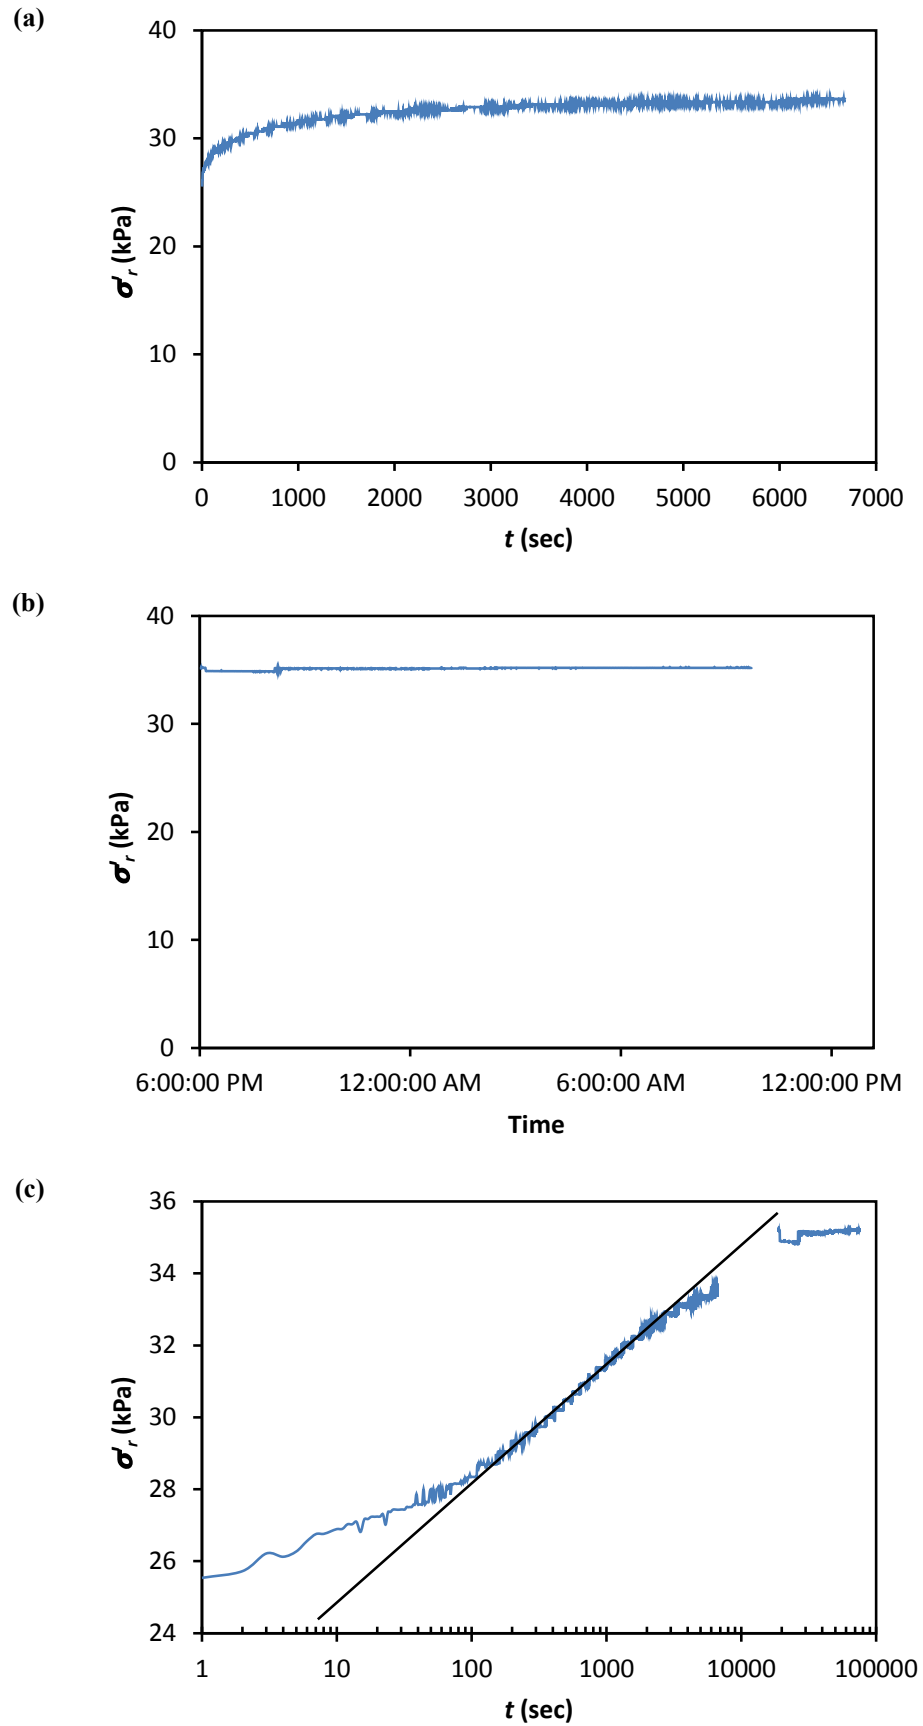 (a)
40
30
20
10
0
σ'r (kPa)
0 1000 2000 3000 4000 5000 6000 7000
t (sec)
(b)
40
30
20
10
0
σ'r (kPa)
6:00:00 PM 12:00:00 AM 6:00:00 AM 12:00:00 PM
Time
(c)
36
34
32
30
28
26
24
σ'r (kPa)
1 10 100 1000 10000 100000
t (sec)